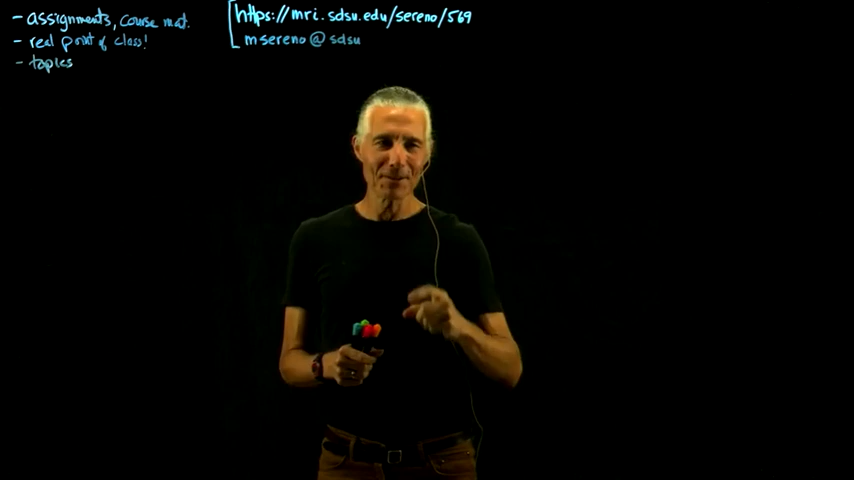 - assignments, course mat.
- real point of class!
- topics
https://mri.sdsu.edu/sereno/569
msereno@sdsu